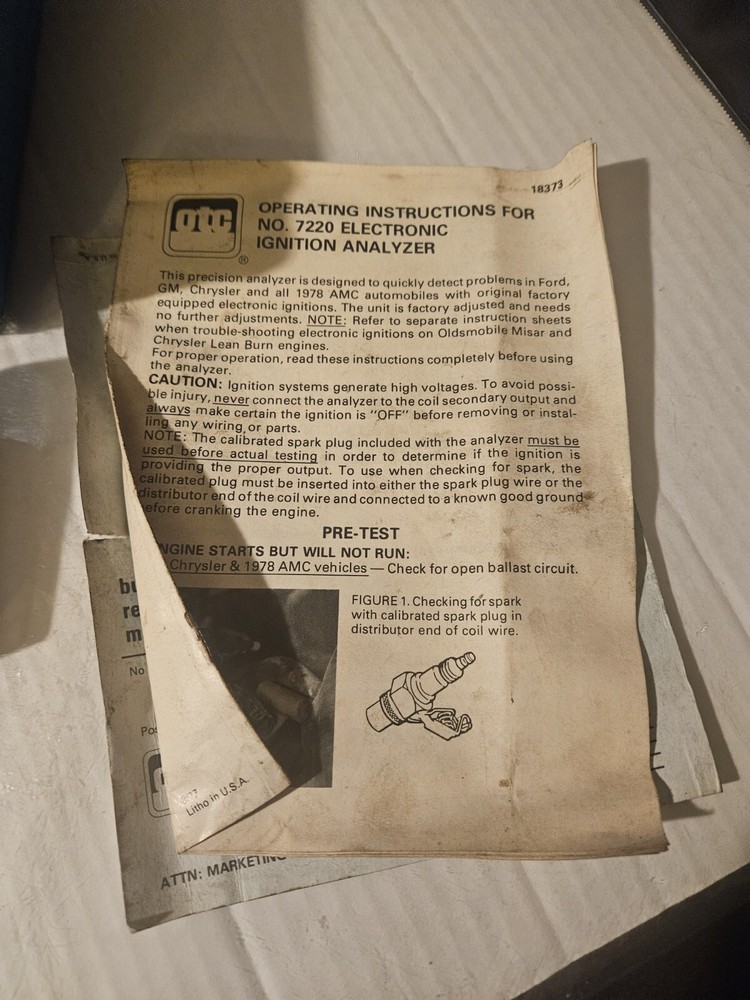 18373
otc
®
OPERATING INSTRUCTIONS FOR
NO. 7220 ELECTRONIC
IGNITION ANALYZER
This precision analyzer is designed to quickly detect problems in Ford,
GM, Chrysler and all 1978 AMC automobiles with original factory
equipped electronic ignitions. The unit is factory adjusted and needs
no further adjustments. NOTE: Refer to separate instruction sheets
when trouble-shooting electronic ignitions on Oldsmobile Misar and
Chrysler Lean Burn engines.
For proper operation, read these instructions completely before using
the analyzer.
CAUTION: Ignition systems generate high voltages. To avoid possi-
ble injury, never connect the analyzer to the coil secondary output and
always make certain the ignition is "OFF" before removing or instal-
ling any wiring or parts.
NOTE: The calibrated spark plug included with the analyzer must be
used before actual testing in order to determine if the ignition is
providing the proper output. To use when checking for spark, the
calibrated plug must be inserted into either the spark plug wire or the
distributor end of the coil wire and connected to a known good ground
efore cranking the engine.
PRE-TEST
NGINE STARTS BUT WILL NOT RUN:
Chrysler & 1978 AMC vehicles — Check for open ballast circuit.
FIGURE 1. Checking for spark
with calibrated spark plug in
distributor end of coil wire.
Litho in U.S.A.
bu
re
m
No
Pos
ATTN: MARKETING